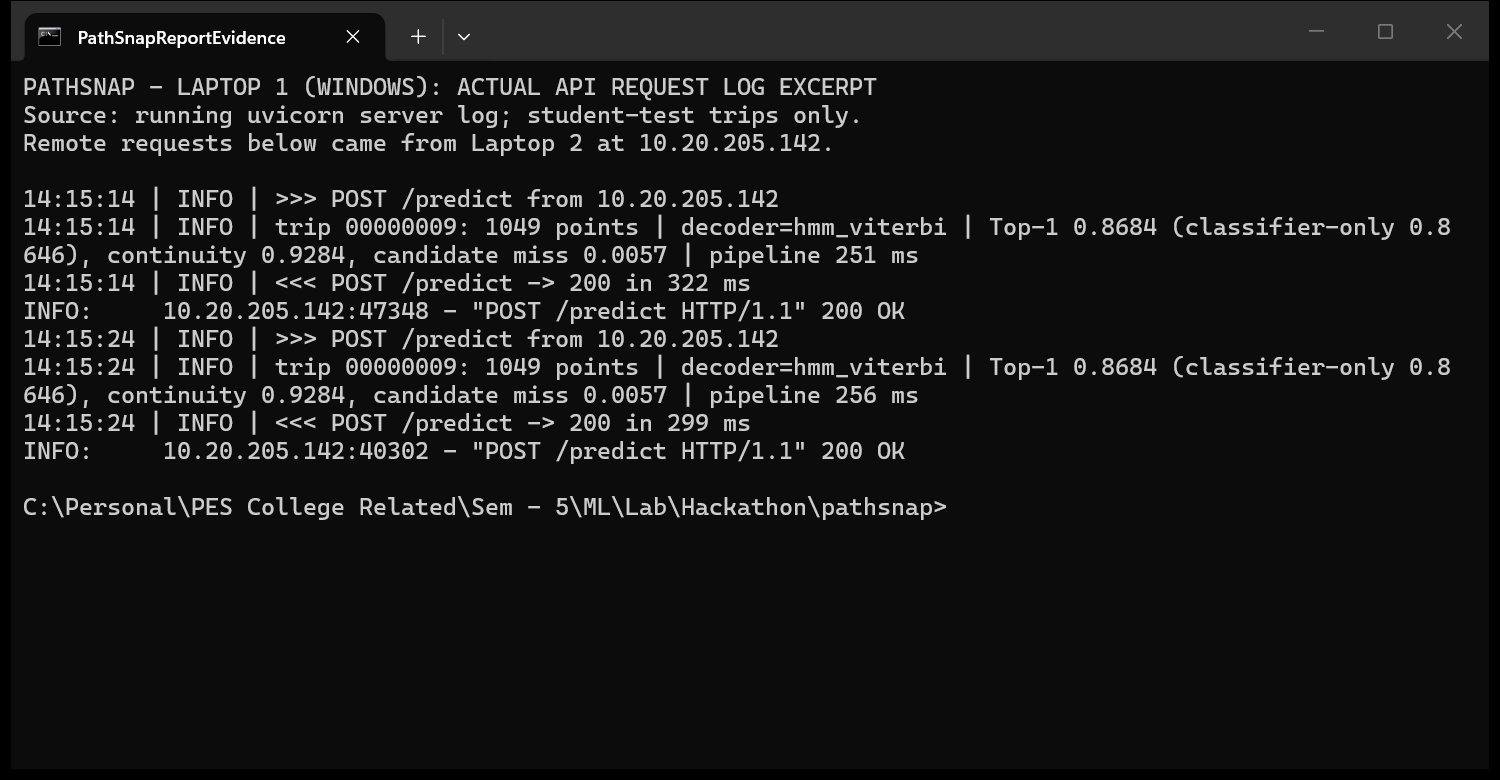 PathSnapReportEvidence
PATHSNAP - LAPTOP 1 (WINDOWS): ACTUAL API REQUEST LOG EXCERPT
Source: running uvicorn server log; student-test trips only.
Remote requests below came from Laptop 2 at 10.20.205.142.
14:15:14 | INFO | >>> POST /predict from 10.20.205.142
14:15:14 | INFO | trip 00000009: 1049 points | decoder=hmm_viterbi | Top-1 0.8684 (classifier-only 0.8
646), continuity 0.9284, candidate miss 0.0057 | pipeline 251 ms
14:15:14 | INFO | <<< POST /predict -> 200 in 322 ms
INFO:     10.20.205.142:47348 - "POST /predict HTTP/1.1" 200 OK
14:15:24 | INFO | >>> POST /predict from 10.20.205.142
14:15:24 | INFO | trip 00000009: 1049 points | decoder=hmm_viterbi | Top-1 0.8684 (classifier-only 0.8
646), continuity 0.9284, candidate miss 0.0057 | pipeline 256 ms
14:15:24 | INFO | <<< POST /predict -> 200 in 299 ms
INFO:     10.20.205.142:40302 - "POST /predict HTTP/1.1" 200 OK
C:\Personal\PES College Related\Sem - 5\ML\Lab\Hackathon\pathsnap>